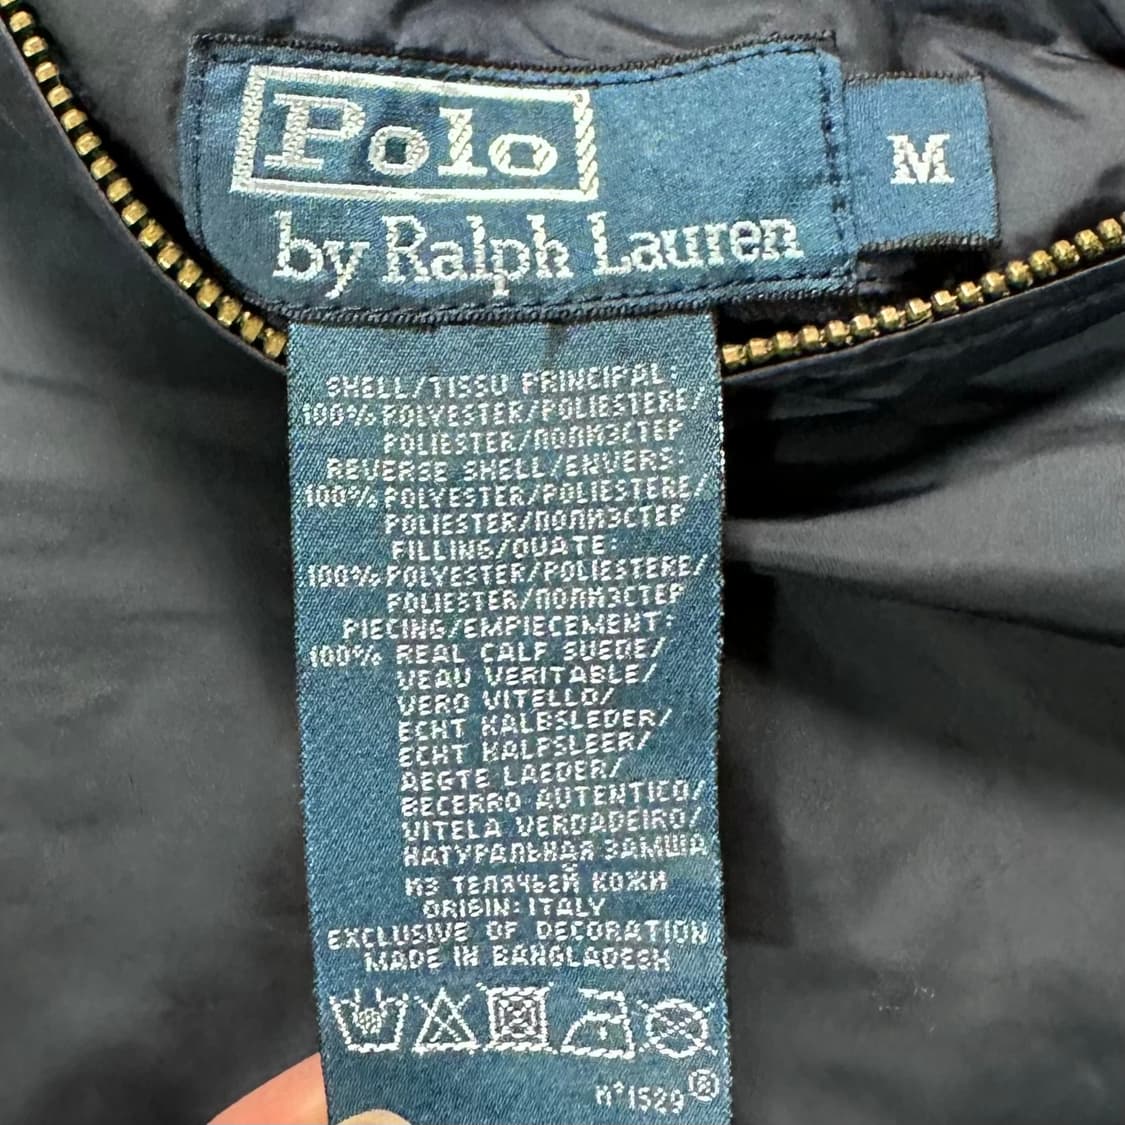 Polo
by Ralph Lauren
M
SHELL/TISSU PRINCIPAL:
100% POLYESTER/POLIESTERE/
POLIESTER/ПОЛИЭСТЕР
REVERSE SHELL/ENVERS:
100% POLYESTER/POLIESTERE/
POLIESTER/ПОЛИЭСТЕР
FILLING/OUATE:
100% POLYESTER/POLIESTERE/
POLIESTER/ПОЛИЭСТЕР
PIECING/EMPIECEMENT:
100% REAL CALF SUEDE/
VEAU VERITABLE/
VERO VITELLO/
ECHT KALBSLEDER/
ECHT KALPSLEER/
AEGTE LAEDER/
BECERRO AUTENTICO/
VITELA VERDADEIRO/
НАТУРАЛЬНАЯ ЗАМША
ИЗ ТЕЛЯЧЬЕЙ КОЖИ
ORIGIN: ITALY
EXCLUSIVE OF DECORATION
MADE IN BANGLADESH
N°1529®